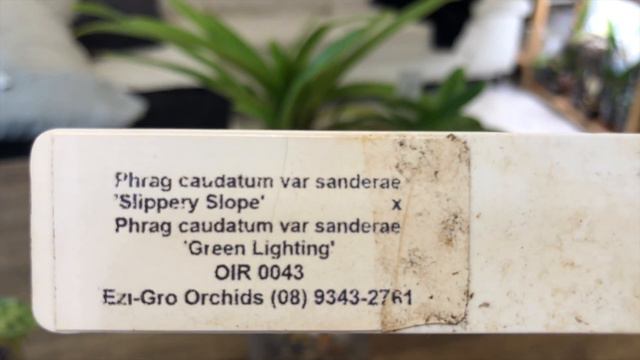 Phrag caudatum var sanderae
'Slippery Slope' x
Phrag caudatum var sanderae
'Green Lighting'
OIR 0043
Ezi-Gro Orchids (08) 9343-2761